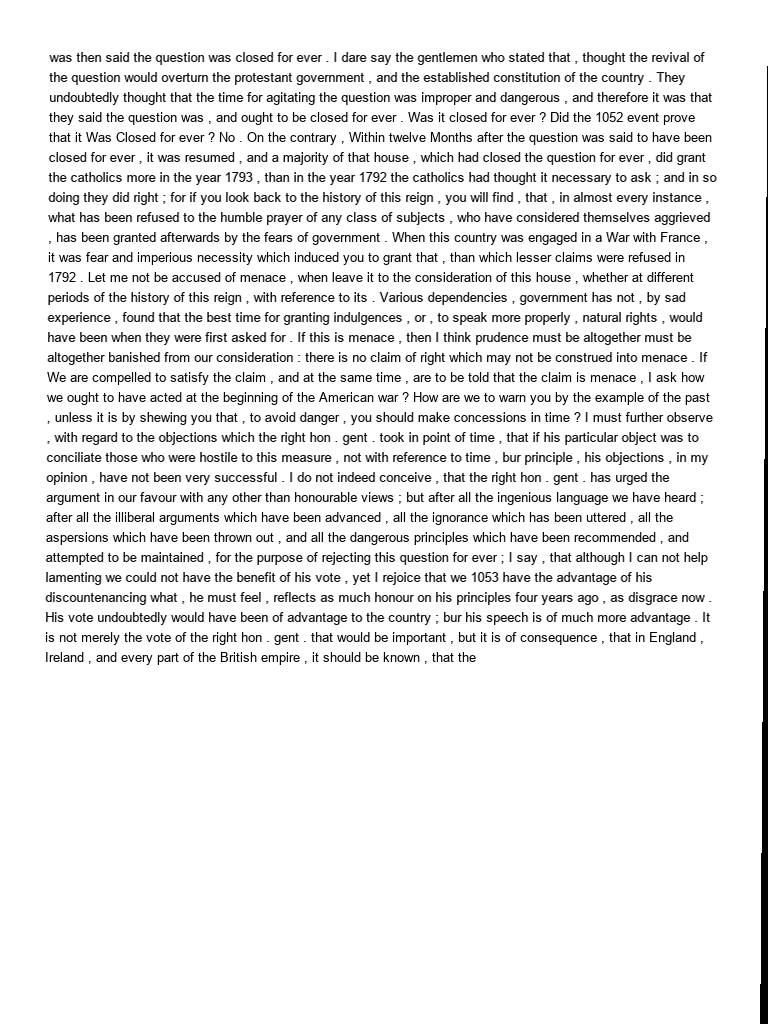 was then said the question was closed for ever . I dare say the gentlemen who stated that , thought the revival of
the question would overturn the protestant government , and the established constitution of the country . They
undoubtedly thought that the time for agitating the question was improper and dangerous , and therefore it was that
they said the question was , and ought to be closed for ever . Was it closed for ever ? Did the 1052 event prove
that it Was Closed for ever ? No . On the contrary , Within twelve Months after the question was said to have been
closed for ever , it was resumed , and a majority of that house , which had closed the question for ever , did grant
the catholics more in the year 1793 , than in the year 1792 the catholics had thought it necessary to ask ; and in so
doing they did right ; for if you look back to the history of this reign , you will find , that , in almost every instance ,
what has been refused to the humble prayer of any class of subjects , who have considered themselves aggrieved
, has been granted afterwards by the fears of government . When this country was engaged in a War with France ,
it was fear and imperious necessity which induced you to grant that , than which lesser claims were refused in
1792 . Let me not be accused of menace , when leave it to the consideration of this house , whether at different
periods of the history of this reign , with reference to its . Various dependencies , government has not , by sad
experience , found that the best time for granting indulgences , or , to speak more properly , natural rights , would
have been when they were first asked for . If this is menace , then I think prudence must be altogether must be
altogether banished from our consideration : there is no claim of right which may not be construed into menace . If
We are compelled to satisfy the claim , and at the same time , are to be told that the claim is menace , I ask how
we ought to have acted at the beginning of the American war ? How are we to warn you by the example of the past
, unless it is by shewing you that , to avoid danger , you should make concessions in time ? I must further observe
, with regard to the objections which the right hon . gent . took in point of time , that if his particular object was to
conciliate those who were hostile to this measure , not with reference to time , bur principle , his objections , in my
opinion , have not been very successful . I do not indeed conceive , that the right hon . gent . has urged the
argument in our favour with any other than honourable views ; but after all the ingenious language we have heard ;
after all the illiberal arguments which have been advanced , all the ignorance which has been uttered , all the
aspersions which have been thrown out , and all the dangerous principles which have been recommended , and
attempted to be maintained , for the purpose of rejecting this question for ever ; I say , that although I can not help
lamenting we could not have the benefit of his vote , yet I rejoice that we 1053 have the advantage of his
discountenancing what , he must feel , reflects as much honour on his principles four years ago , as disgrace now .
His vote undoubtedly would have been of advantage to the country ; bur his speech is of much more advantage . It
is not merely the vote of the right hon . gent . that would be important , but it is of consequence , that in England ,
Ireland , and every part of the British empire , it should be known , that the